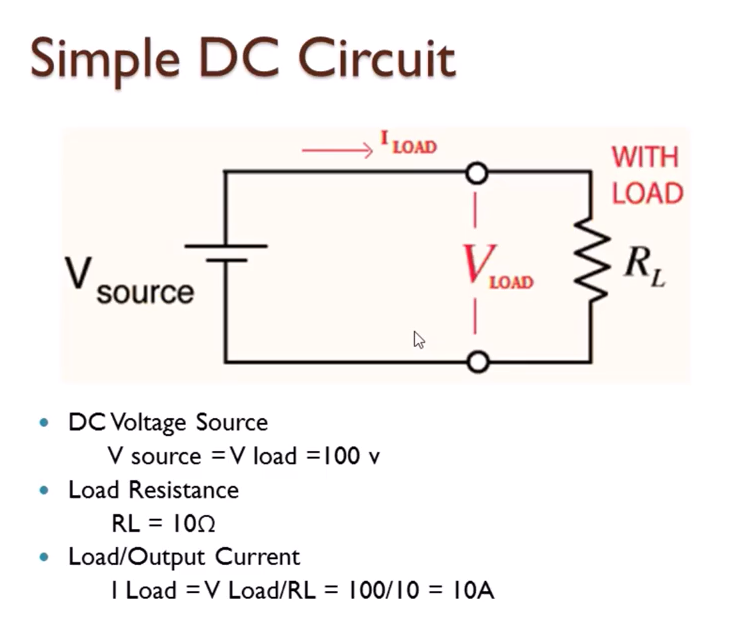 Simple DC Circuit
I LOAD
WITH
LOAD
V source
V LOAD
RL
• DC Voltage Source
V source = V load = 100 v
• Load Resistance
RL = 10Ω
• Load/Output Current
I Load = V Load/RL = 100/10 = 10A